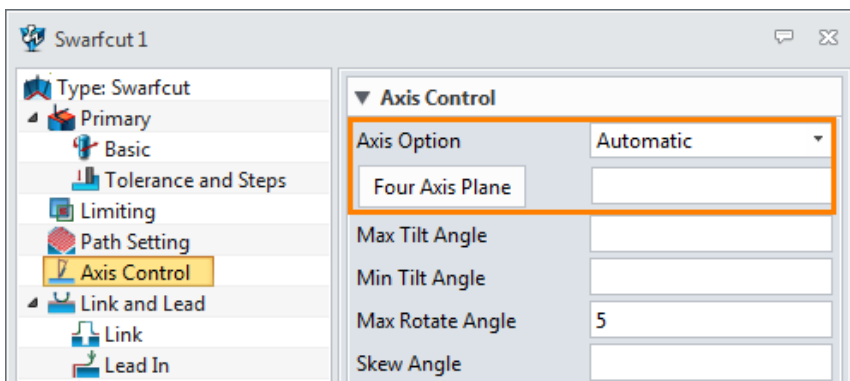 Swarfcut 1
Type: Swarfcut
Primary
Basic
Tolerance and Steps
Limiting
Path Setting
Axis Control
Link and Lead
Link
Lead In
Axis Control
Axis Option Automatic
Four Axis Plane
Max Tilt Angle
Min Tilt Angle
Max Rotate Angle 5
Skew Angle